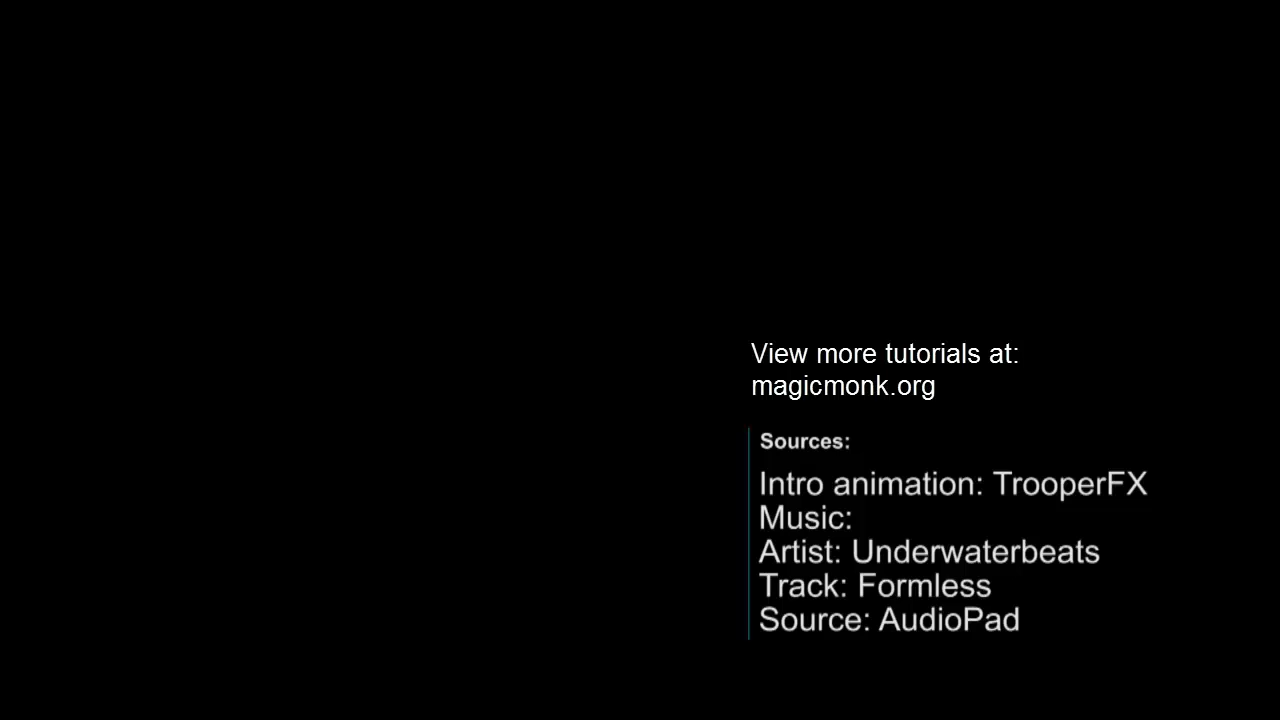 View more tutorials at:
magicmonk.org
Sources:
Intro animation: TrooperFX
Music:
Artist: Underwaterbeats
Track: Formless
Source: AudioPad